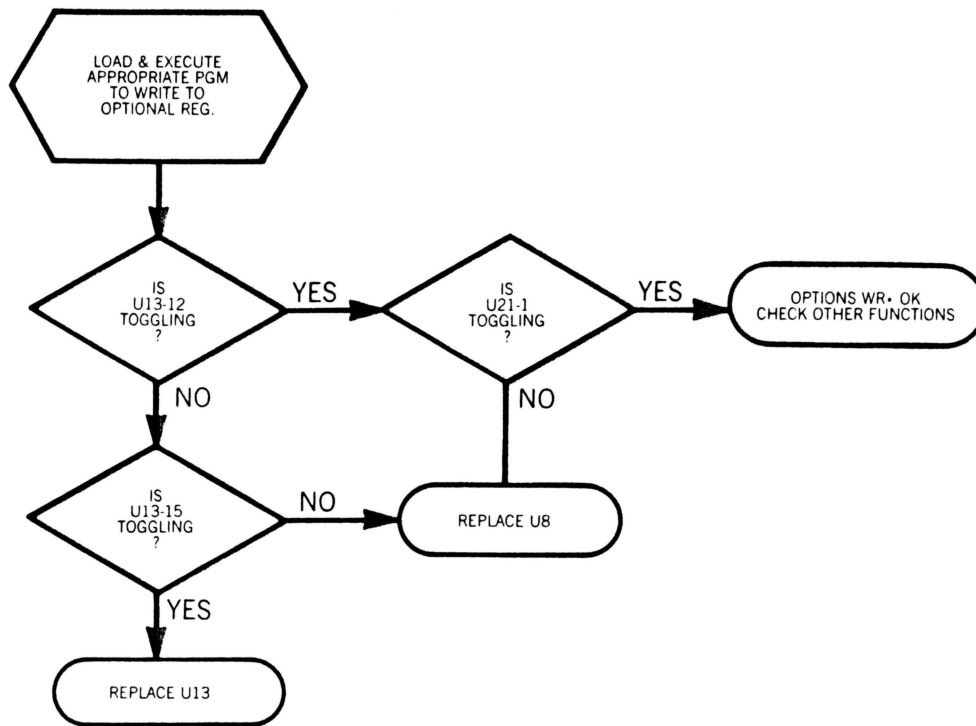 LOAD & EXECUTE
APPROPRIATE PGM
TO WRITE TO
OPTIONAL REG.
IS
U13-12
TOGGLING
?
YES
IS
U21-1
TOGGLING
?
YES
OPTIONS WR• OK
CHECK OTHER FUNCTIONS
NO
NO
IS
U13-15
TOGGLING
?
NO
REPLACE U8
YES
REPLACE U13